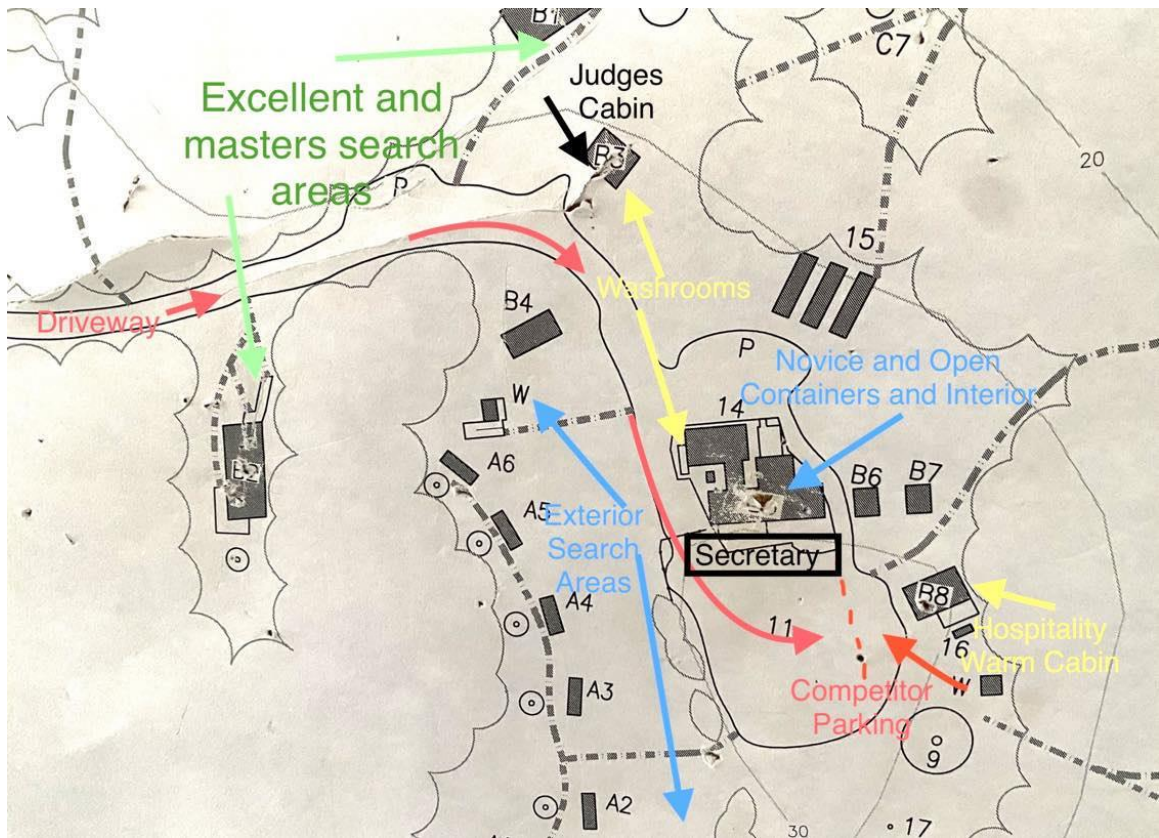 B1
C7
Judges
Cabin
Excellent and
masters search
areas
B3
20
P
15
Washrooms
Driveway
B4
P
Novice and Open
Containers and Interior
W
14
A6
B2
B6
B7
A5
Exterior
Search
Areas
Secretary
B8
A4
11
Hospitality
16
Warm Cabin
A3
Competitor
W
Parking
9
A2
30
17